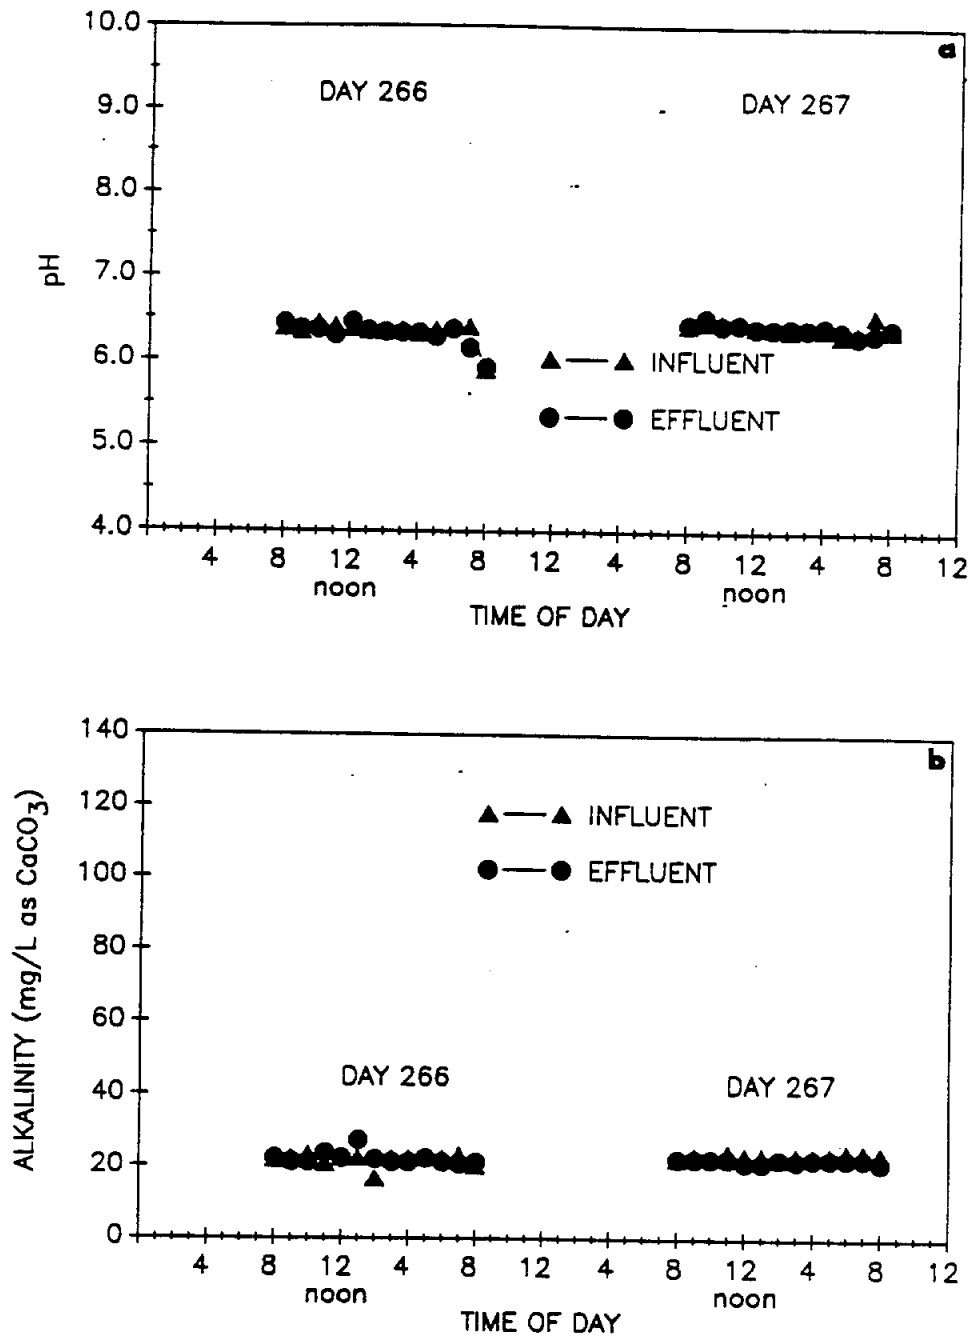 10.0
a
DAY 266
DAY 267
9.0
8.0
7.0
pH
6.0
INFLUENT
EFFLUENT
5.0
4.0
4 8 12 4 8 12 4 8 12 4 8 12
noon noon
TIME OF DAY
140
b
120
INFLUENT
100
EFFLUENT
80
ALKALINITY (mg/L as CaCO3)
60
40
DAY 266
DAY 267
20
0
4 8 12 4 8 12 4 8 12 4 8 12
noon noon
TIME OF DAY